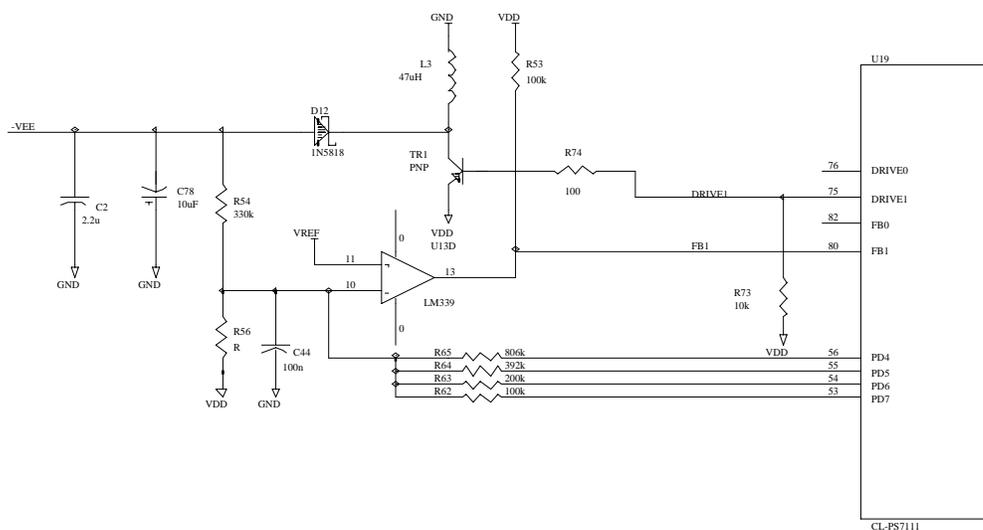 GND
VDD
U19
L3
47uH
R53
100k
D12
-VEE
1N5818
TR1
PNP
R74
100
76
DRIVE0
DRIVE1
75
DRIVE1
82
FB0
C2
2.2u
C78
10uF
R54
330k
VDD
U13D
VREF
0
11
13
FB1
80
FB1
10
GND
GND
LM339
R73
10k
0
R56
R
C44
100n
VDD
R65
806k
56
PD4
R64
392k
55
PD5
R63
200k
54
PD6
R62
100k
53
PD7
VDD
GND
CL-PS7111